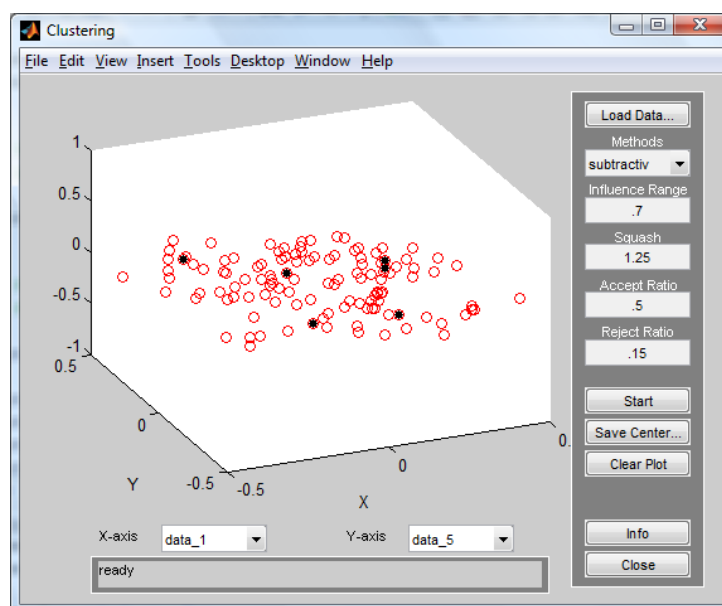 Clustering
File Edit View Insert Tools Desktop Window Help
1
0.5
0
-0.5
-1
0.5
0
-0.5
-0.5
0
0.
Y
X
X-axis data_1 Y-axis data_5
ready
Load Data...
Methods
subtractiv
Influence Range
.7
Squash
1.25
Accept Ratio
.5
Reject Ratio
.15
Start
Save Center...
Clear Plot
Info
Close